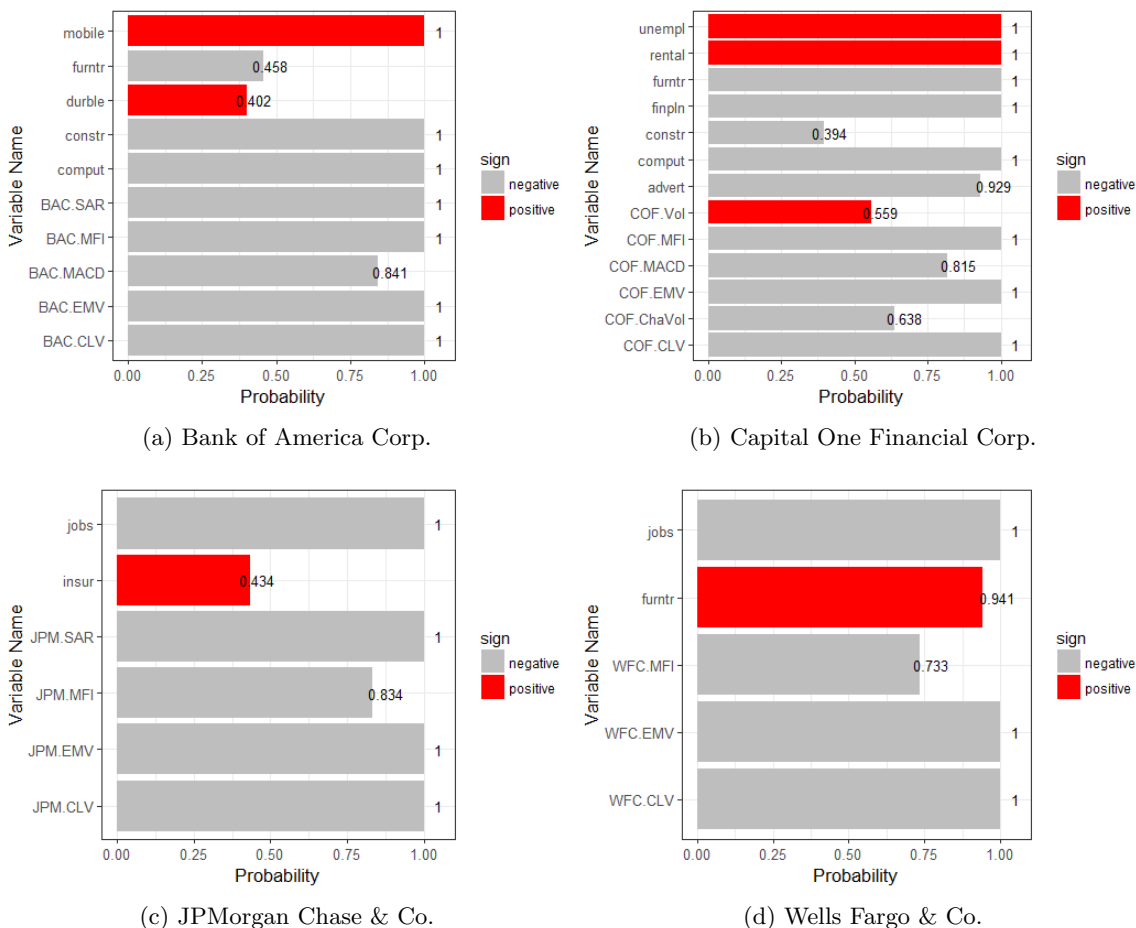 Variable Name
mobile
1
furntr
0.458
durble
0.402
constr
1
comput
1
BAC.SAR
1
BAC.MFI
1
BAC.MACD
0.841
BAC.EMV
1
BAC.CLV
1
0.00 0.25 0.50 0.75 1.00
Probability
sign
negative
positive
(a) Bank of America Corp.
Variable Name
unempl
1
rental
1
furntr
1
finpln
1
constr
0.394
comput
1
advert
0.929
COF.Vol
0.559
COF.MFI
1
COF.MACD
0.815
COF.EMV
1
COF.ChaVol
0.638
COF.CLV
1
0.00 0.25 0.50 0.75 1.00
Probability
sign
negative
positive
(b) Capital One Financial Corp.
Variable Name
jobs
1
insur
0.434
JPM.SAR
1
JPM.MFI
0.834
JPM.EMV
1
JPM.CLV
1
0.00 0.25 0.50 0.75 1.00
Probability
sign
negative
positive
(c) JPMorgan Chase & Co.
Variable Name
jobs
1
furntr
0.941
WFC.MFI
0.733
WFC.EMV
1
WFC.CLV
1
0.00 0.25 0.50 0.75 1.00
Probability
sign
negative
positive
(d) Wells Fargo & Co.